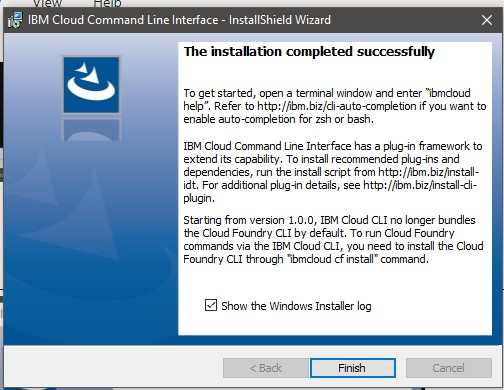 View Help
IBM Cloud Command Line Interface - InstallShield Wizard
The installation completed successfully
To get started, open a terminal window and enter "ibmcloud
help". Refer to http://ibm.biz/cli-auto-completion if you want to
enable auto-completion for zsh or bash.
IBM Cloud Command Line Interface has a plug-in framework to
extend its capability. To install recommended plug-ins and
dependencies, run the install script from http://ibm.biz/install-
idt. For additional plug-in details, see http://ibm.biz/install-cli-
plugin.
Starting from version 1.0.0, IBM Cloud CLI no longer bundles
the Cloud Foundry CLI by default. To run Cloud Foundry
commands via the IBM Cloud CLI, you need to install the Cloud
Foundry CLI through "ibmcloud cf install" command.
Show the Windows Installer log
< Back Finish Cancel